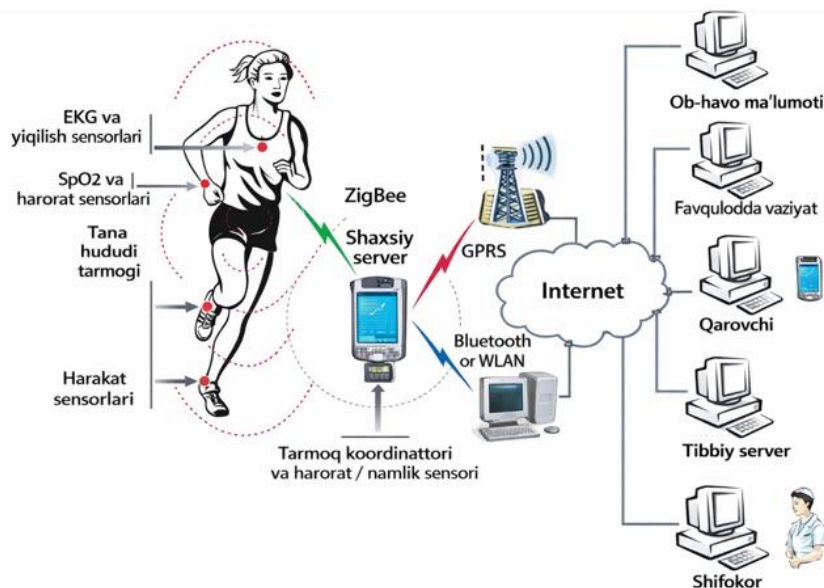 EKG va
yiqilish sensorlari
SpO2 va
harorat sensorlari
Tana
hududi
tarmogi
Harakat
sensorlari
ZigBee
Shaxsiy
server
GPRS
Bluetooth
or WLAN
Tarmoq koordinattori
va harorat / namlik sensori
Internet
Ob-havo ma'lumoti
Favqulodda vaziyat
Qarovchi
Tibbiy server
Shifokor